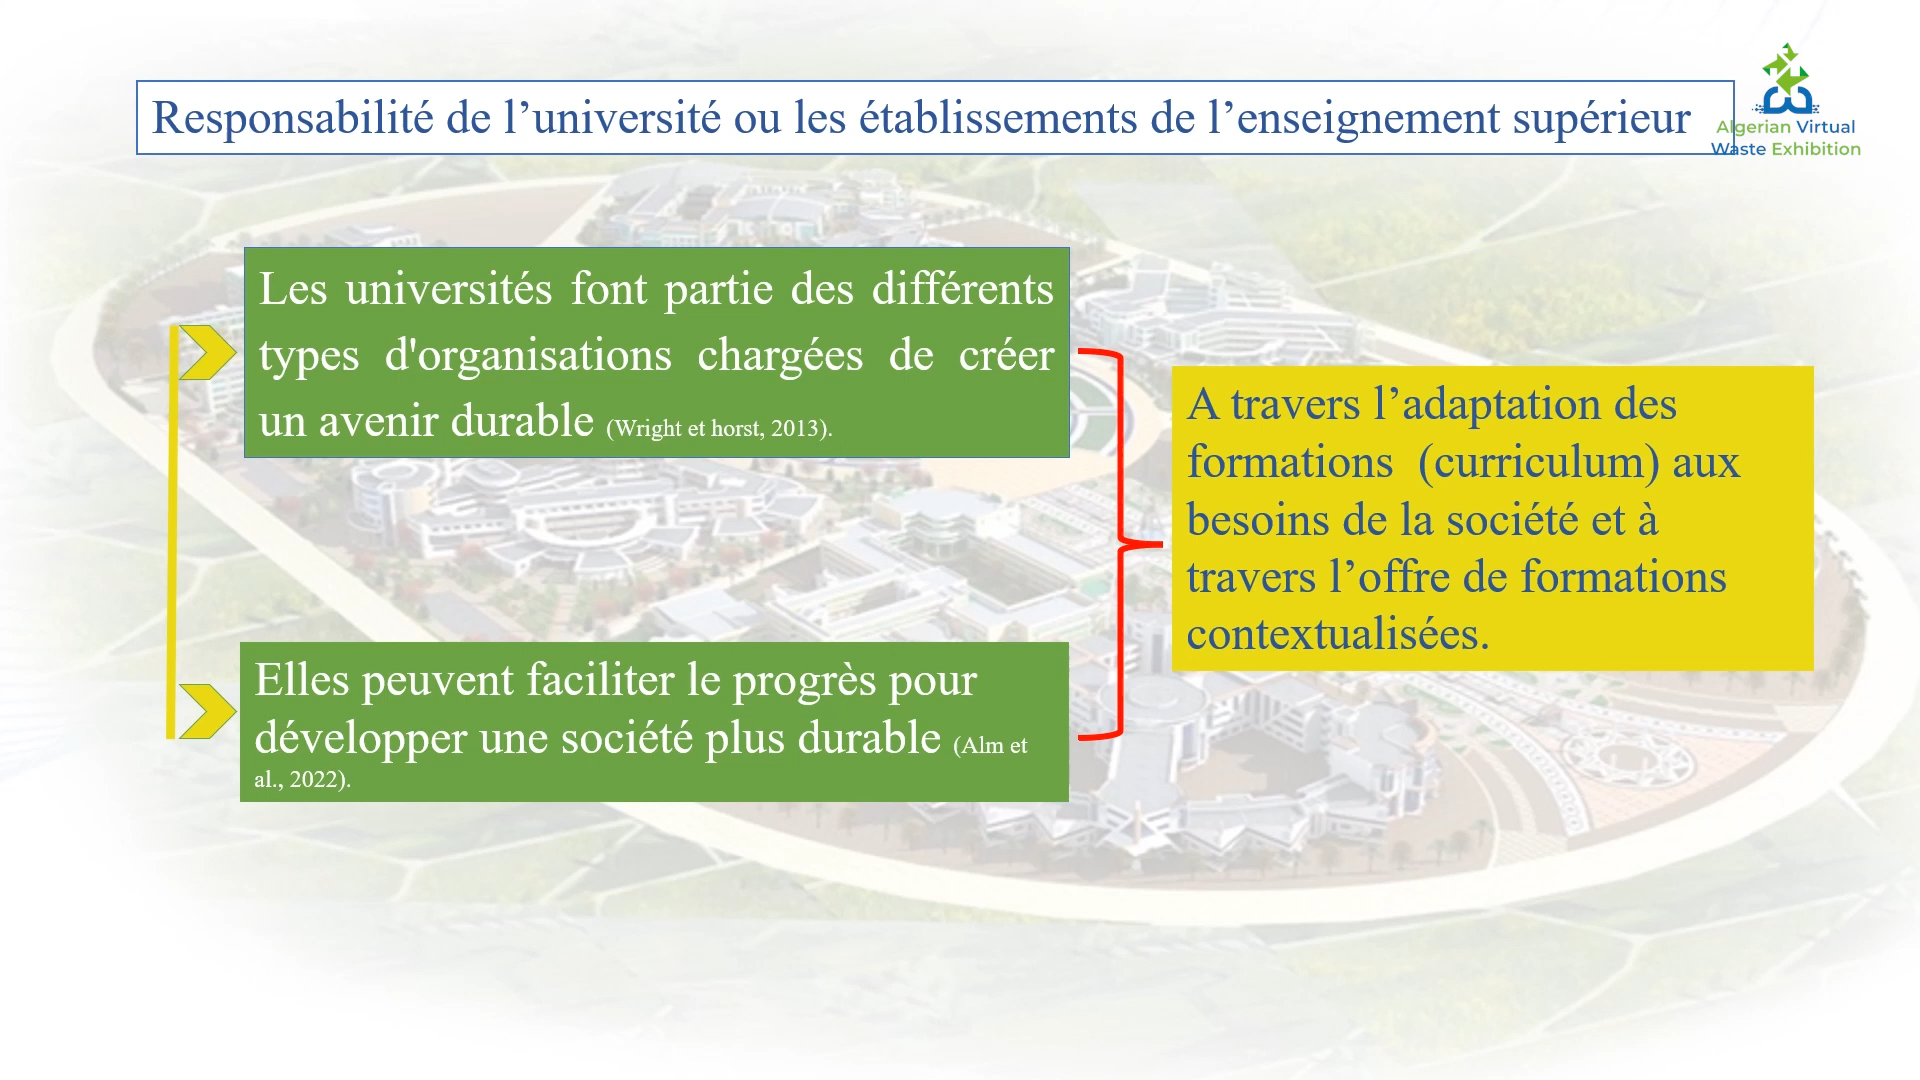 Responsabilité de l’université ou les établissements de l’enseignement supérieur
Algerian Virtual
Waste Exhibition
Les universités font partie des différents
types d'organisations chargées de créer
un avenir durable (Wright et horst, 2013).
A travers l’adaptation des
formations (curriculum) aux
besoins de la société et à
travers l’offre de formations
contextualisées.
Elles peuvent faciliter le progrès pour
développer une société plus durable (Alm et
al., 2022).